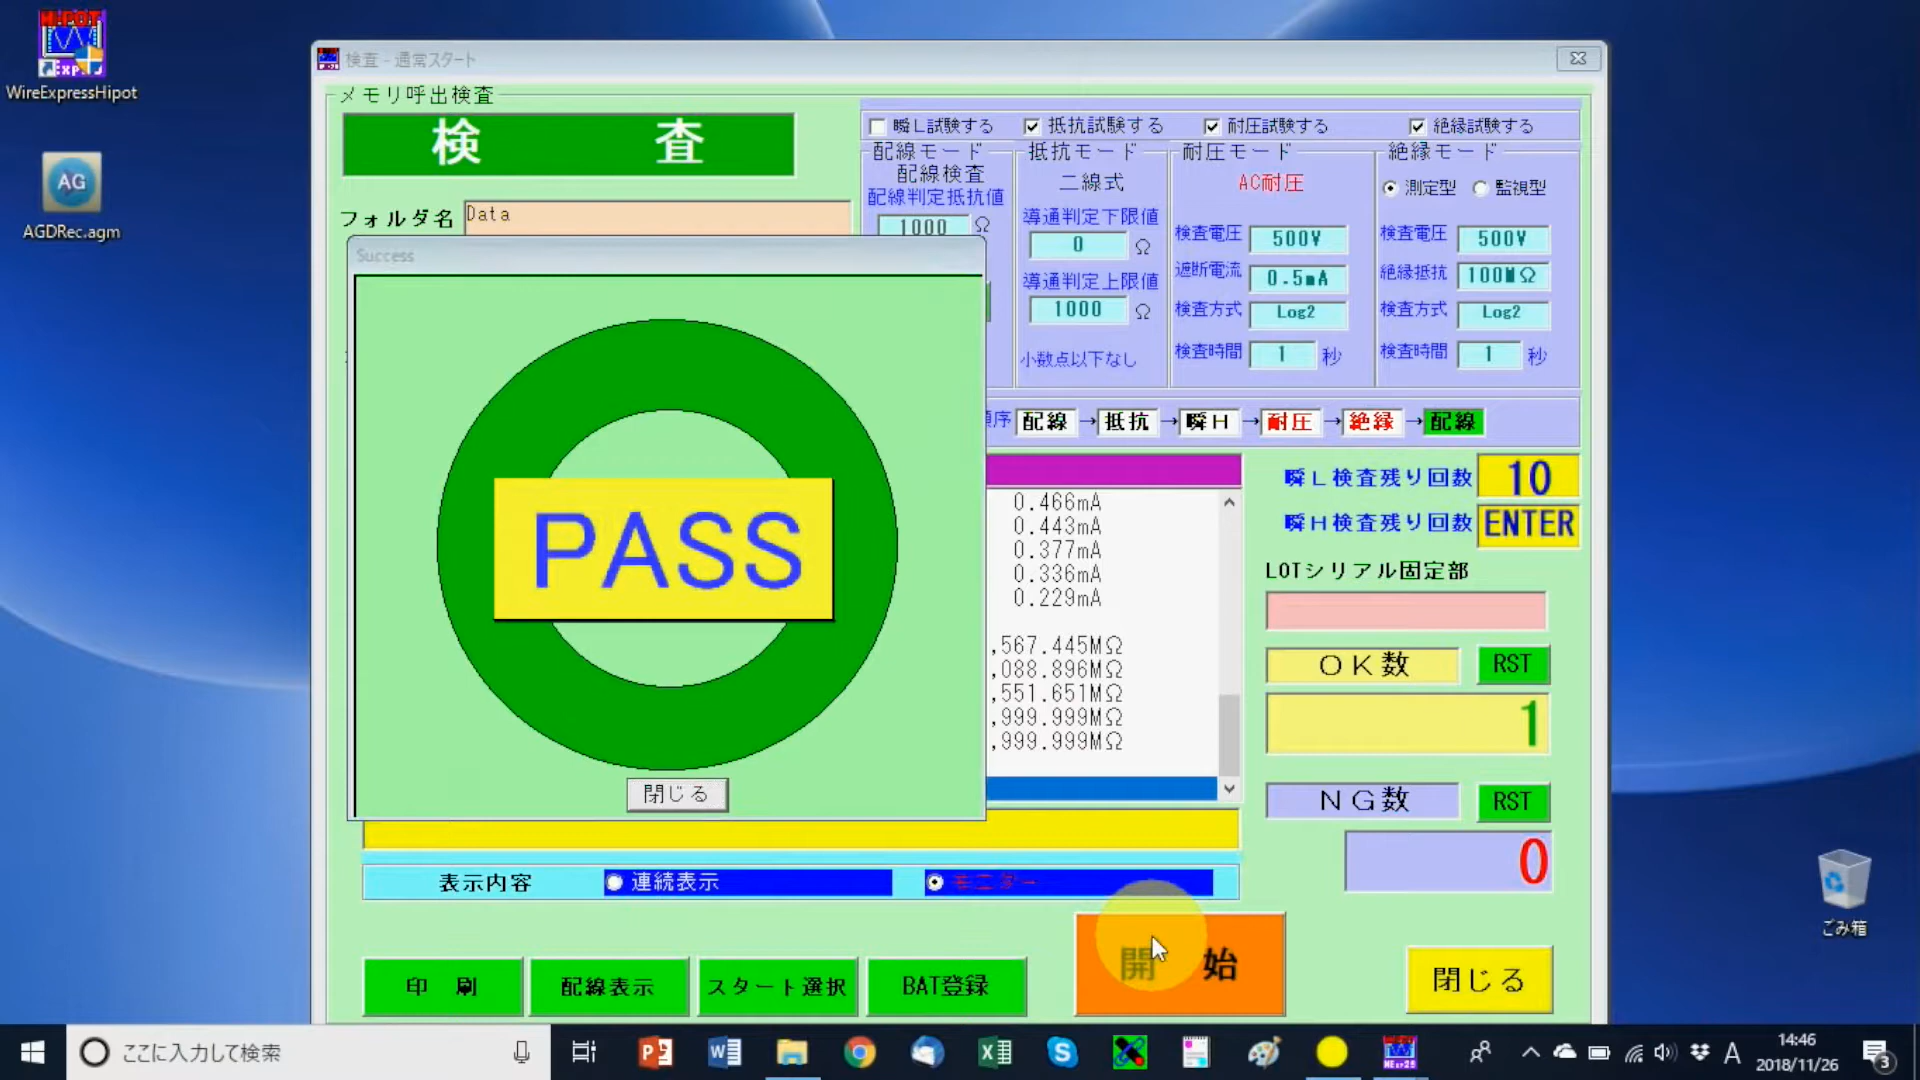 WireExpressHipot
AGDRec.agm
検査 - 通常スタート
メモリ呼出検査
検 査
フォルダ名 Data
瞬L試験する 抵抗試験する 耐圧試験する 絶縁試験する
配線モード
配線検査
配線判定抵抗値
1000 Ω
抵抗モード
二線式
導通判定下限値
0 Ω
導通判定上限値
1000 Ω
小数点以下なし
耐圧モード
AC耐圧
検査電圧 500V
遮断電流 0.5mA
検査方式 Log2
検査時間 1 秒
絶縁モード
測定型 監視型
検査電圧 500V
絶縁抵抗 100MΩ
検査方式 Log2
検査時間 1 秒
序 配線 → 抵抗 → 瞬H → 耐圧 → 絶縁 → 配線
Success
PASS
閉じる
0.466mA
0.443mA
0.377mA
0.336mA
0.229mA
,567.445MΩ
,088.896MΩ
,551.651MΩ
,999.999MΩ
,999.999MΩ
瞬L検査残り回数 10
瞬H検査残り回数 ENTER
LOTシリアル固定部
OK数 RST
1
NG数 RST
0
表示内容 連続表示 モニター
印 刷 配線表示 スタート選択 BAT登録 開 始 閉じる
ごみ箱
ここに入力して検索
A
14:46
2018/11/26
3